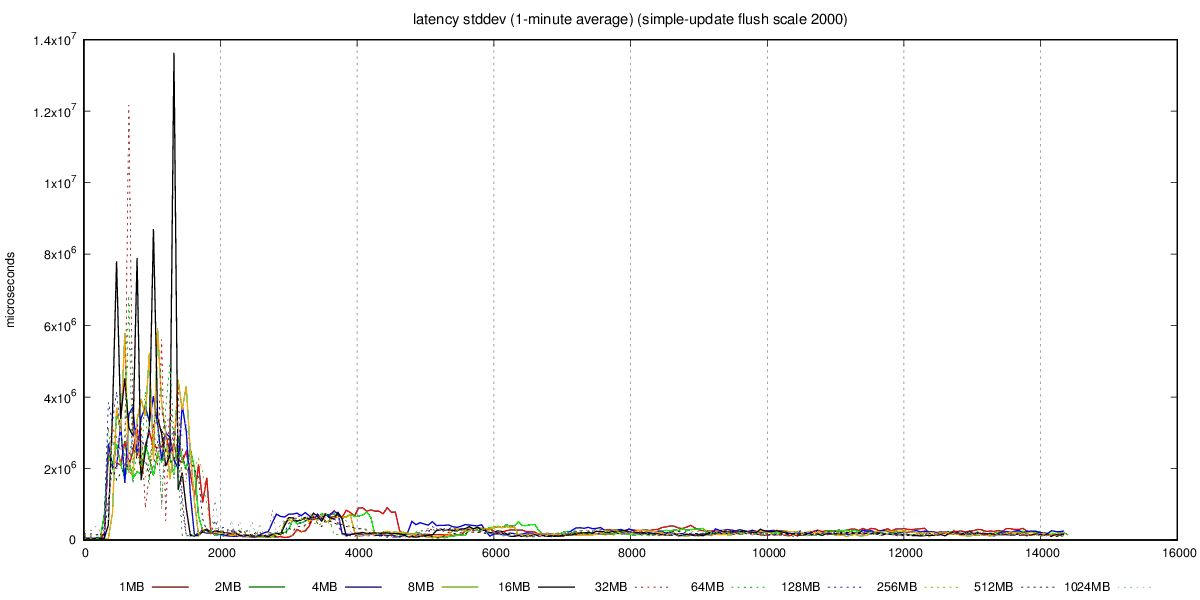 latency stddev (1-minute average) (simple-update flush scale 2000)
1.4x10^7
1.2x10^7
1x10^7
8x10^6
6x10^6
4x10^6
2x10^6
0
microseconds
0 2000 4000 6000 8000 10000 12000 14000 16000
1MB 2MB 4MB 8MB 16MB 32MB 64MB 128MB 256MB 512MB 1024MB